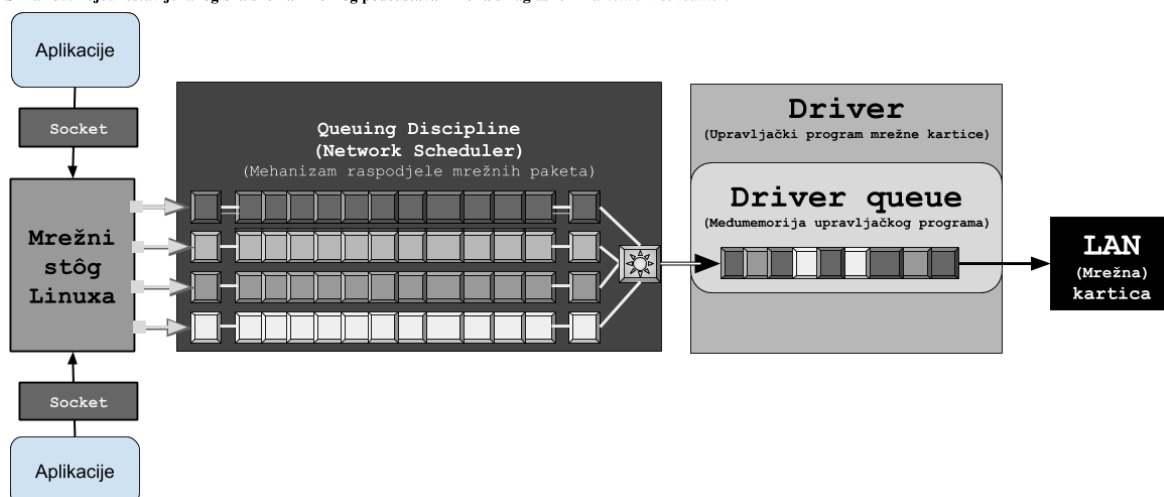 Aplikacije
Socket
Mrežni
stôg
Linuxa
Socket
Aplikacije
Queuing Discipline
(Network Scheduler)
(Mehanizam raspodjele mrežnih paketa)
Driver
(Upravljački program mrežne kartice)
Driver queue
(Međumemorija upravljačkog programa)
LAN
(Mrežna)
kartica